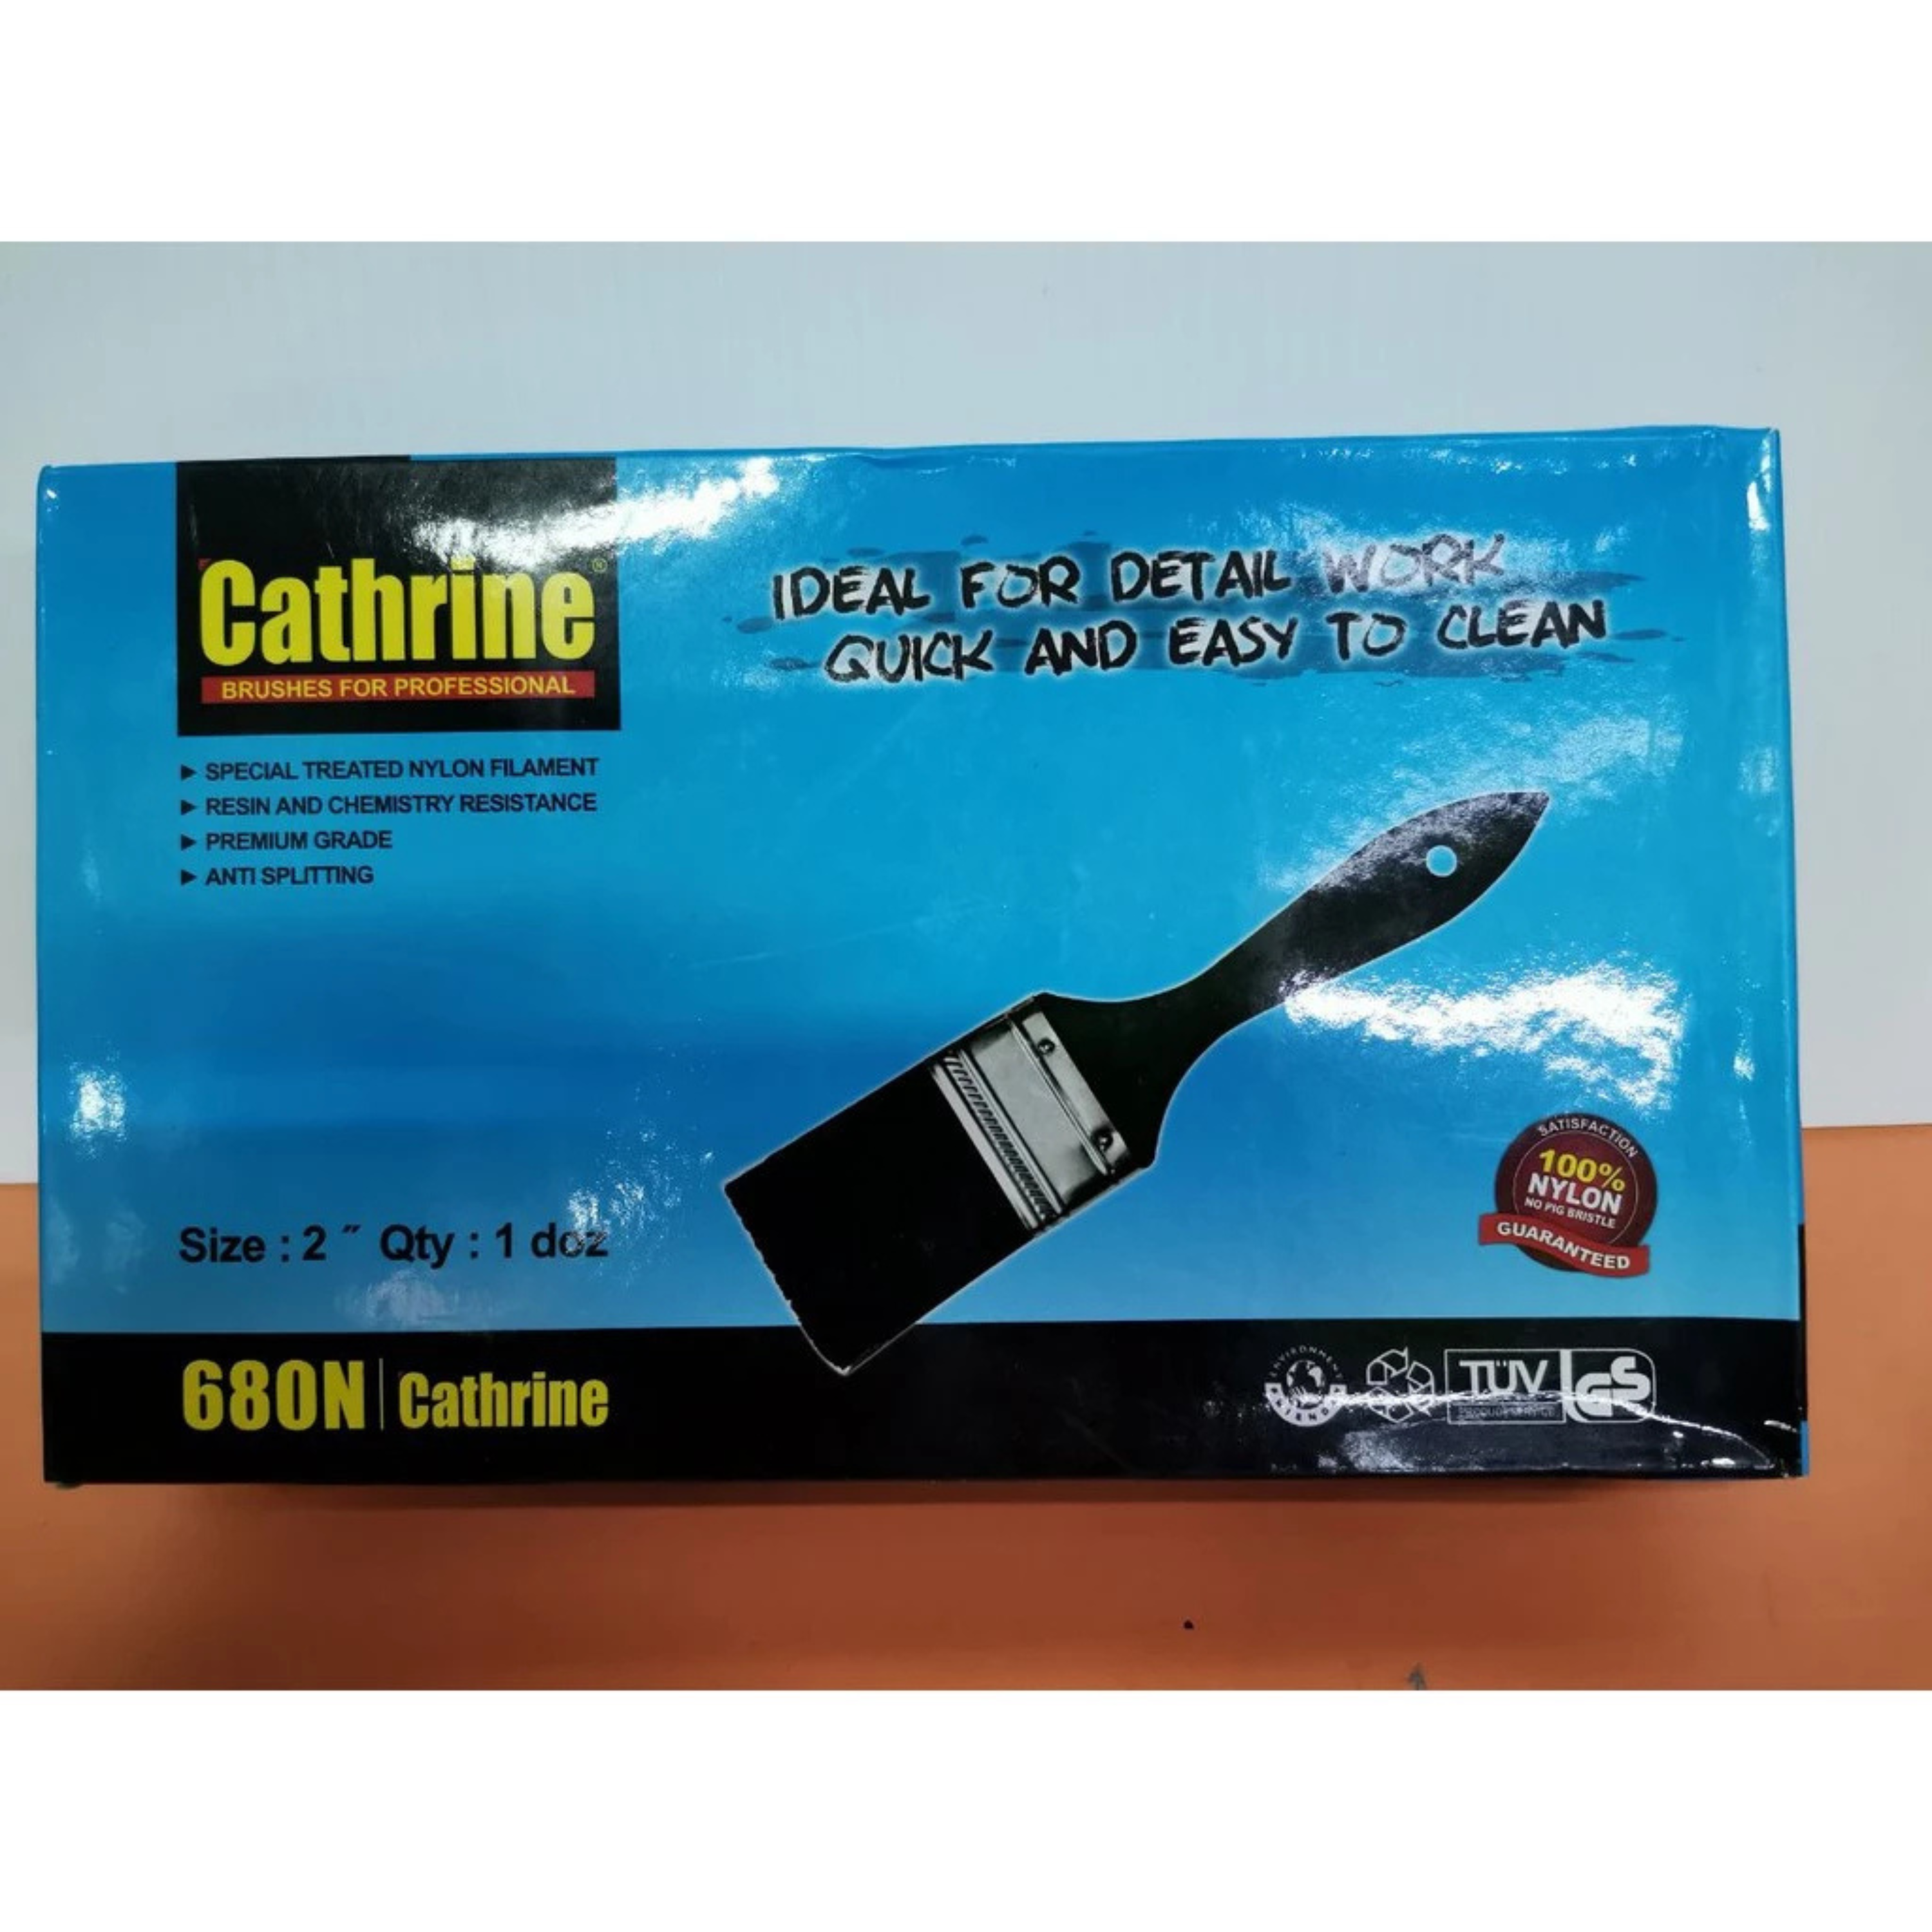 Cathrine®
BRUSHES FOR PROFESSIONAL
IDEAL FOR DETAIL WORK
QUICK AND EASY TO CLEAN
► SPECIAL TREATED NYLON FILAMENT
► RESIN AND CHEMISTRY RESISTANCE
► PREMIUM GRADE
► ANTI SPLITTING
SATISFACTION
100%
NYLON
NO PIG BRISTLE
GUARANTEED
Size : 2 " Qty : 1 doz
680N | Cathrine
ENVIRONMENT
TÜV
GS